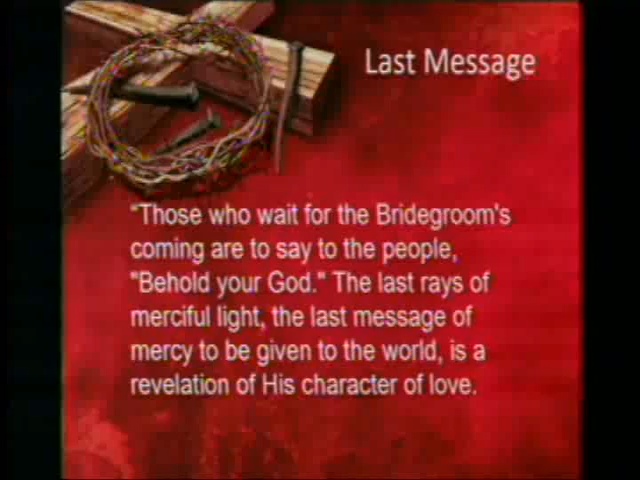 Last Message
"Those who wait for the Bridegroom's
coming are to say to the people,
"Behold your God." The last rays of
merciful light, the last message of
mercy to be given to the world, is a
revelation of His character of love.